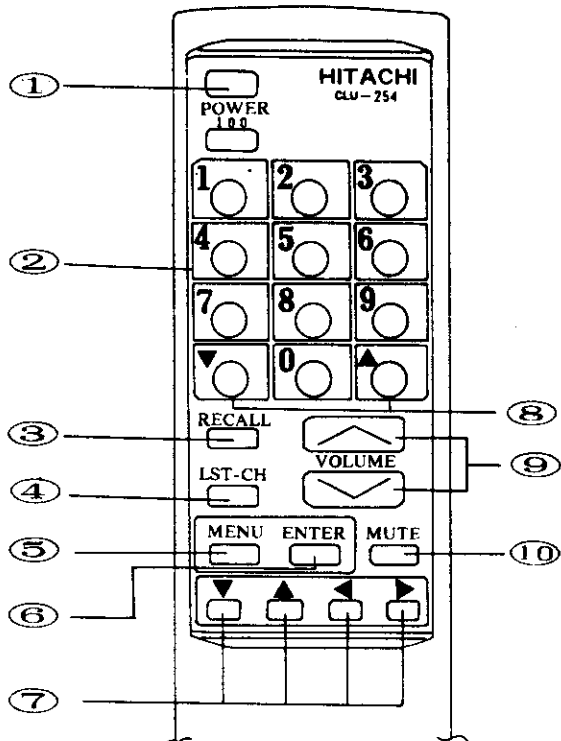 HITACHI
CLU-254
① POWER
100
1 2 3
② 4 5 6
7 8 9
▼ 0 ▲
⑧
③ RECALL
VOLUME ⑨
④ LST-CH
⑤ MENU ENTER MUTE ⑩
⑥
▼ ▲ ◀ ▶
⑦